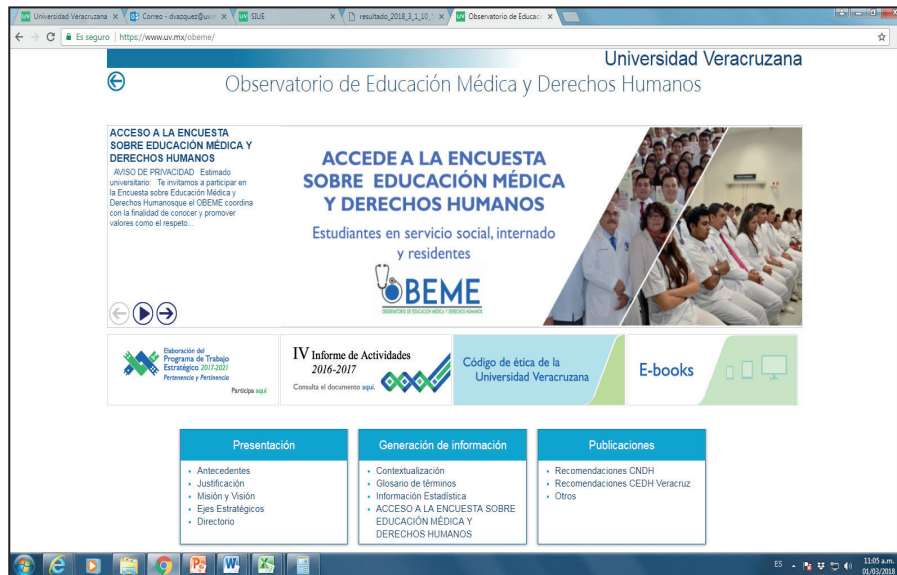 Universidad Veracruzana
Correo - dvazquez@uv.m
SIUE
resultado_2018_3_1_10_
Observatorio de Educaci
Es seguro | https://www.uv.mx/obeme/
Universidad Veracruzana
Observatorio de Educación Médica y Derechos Humanos
ACCESO A LA ENCUESTA
SOBRE EDUCACIÓN MÉDICA Y
DERECHOS HUMANOS
AVISO DE PRIVACIDAD Estimado
universitario: Te invitamos a participar en
la Encuesta sobre Educación Médica y
Derechos Humanosque el OBEME coordina
con la finalidad de conocer y promover
valores como el respeto...
ACCEDE A LA ENCUESTA
SOBRE EDUCACIÓN MÉDICA
Y DERECHOS HUMANOS
Estudiantes en servicio social, internado
y residentes
OBEME
OBSERVATORIO DE EDUCACIÓN MÉDICA Y DERECHOS HUMANOS
Elaboración del
Programa de Trabajo
Estratégico 2017-2021
Pertenencia y Pertinencia
Participa aquí
IV Informe de Actividades
2016-2017
Consulta el documento aquí.
Código de ética de la
Universidad Veracruzana
E-books
Presentación
Antecedentes
Justificación
Misión y Visión
Ejes Estratégicos
Directorio
Generación de información
Contextualización
Glosario de términos
Información Estadística
ACCESO A LA ENCUESTA SOBRE
EDUCACIÓN MÉDICA Y
DERECHOS HUMANOS
Publicaciones
Recomendaciones CNDH
Recomendaciones CEDH Veracruz
Otros
ES
11:05 a.m.
01/03/2018